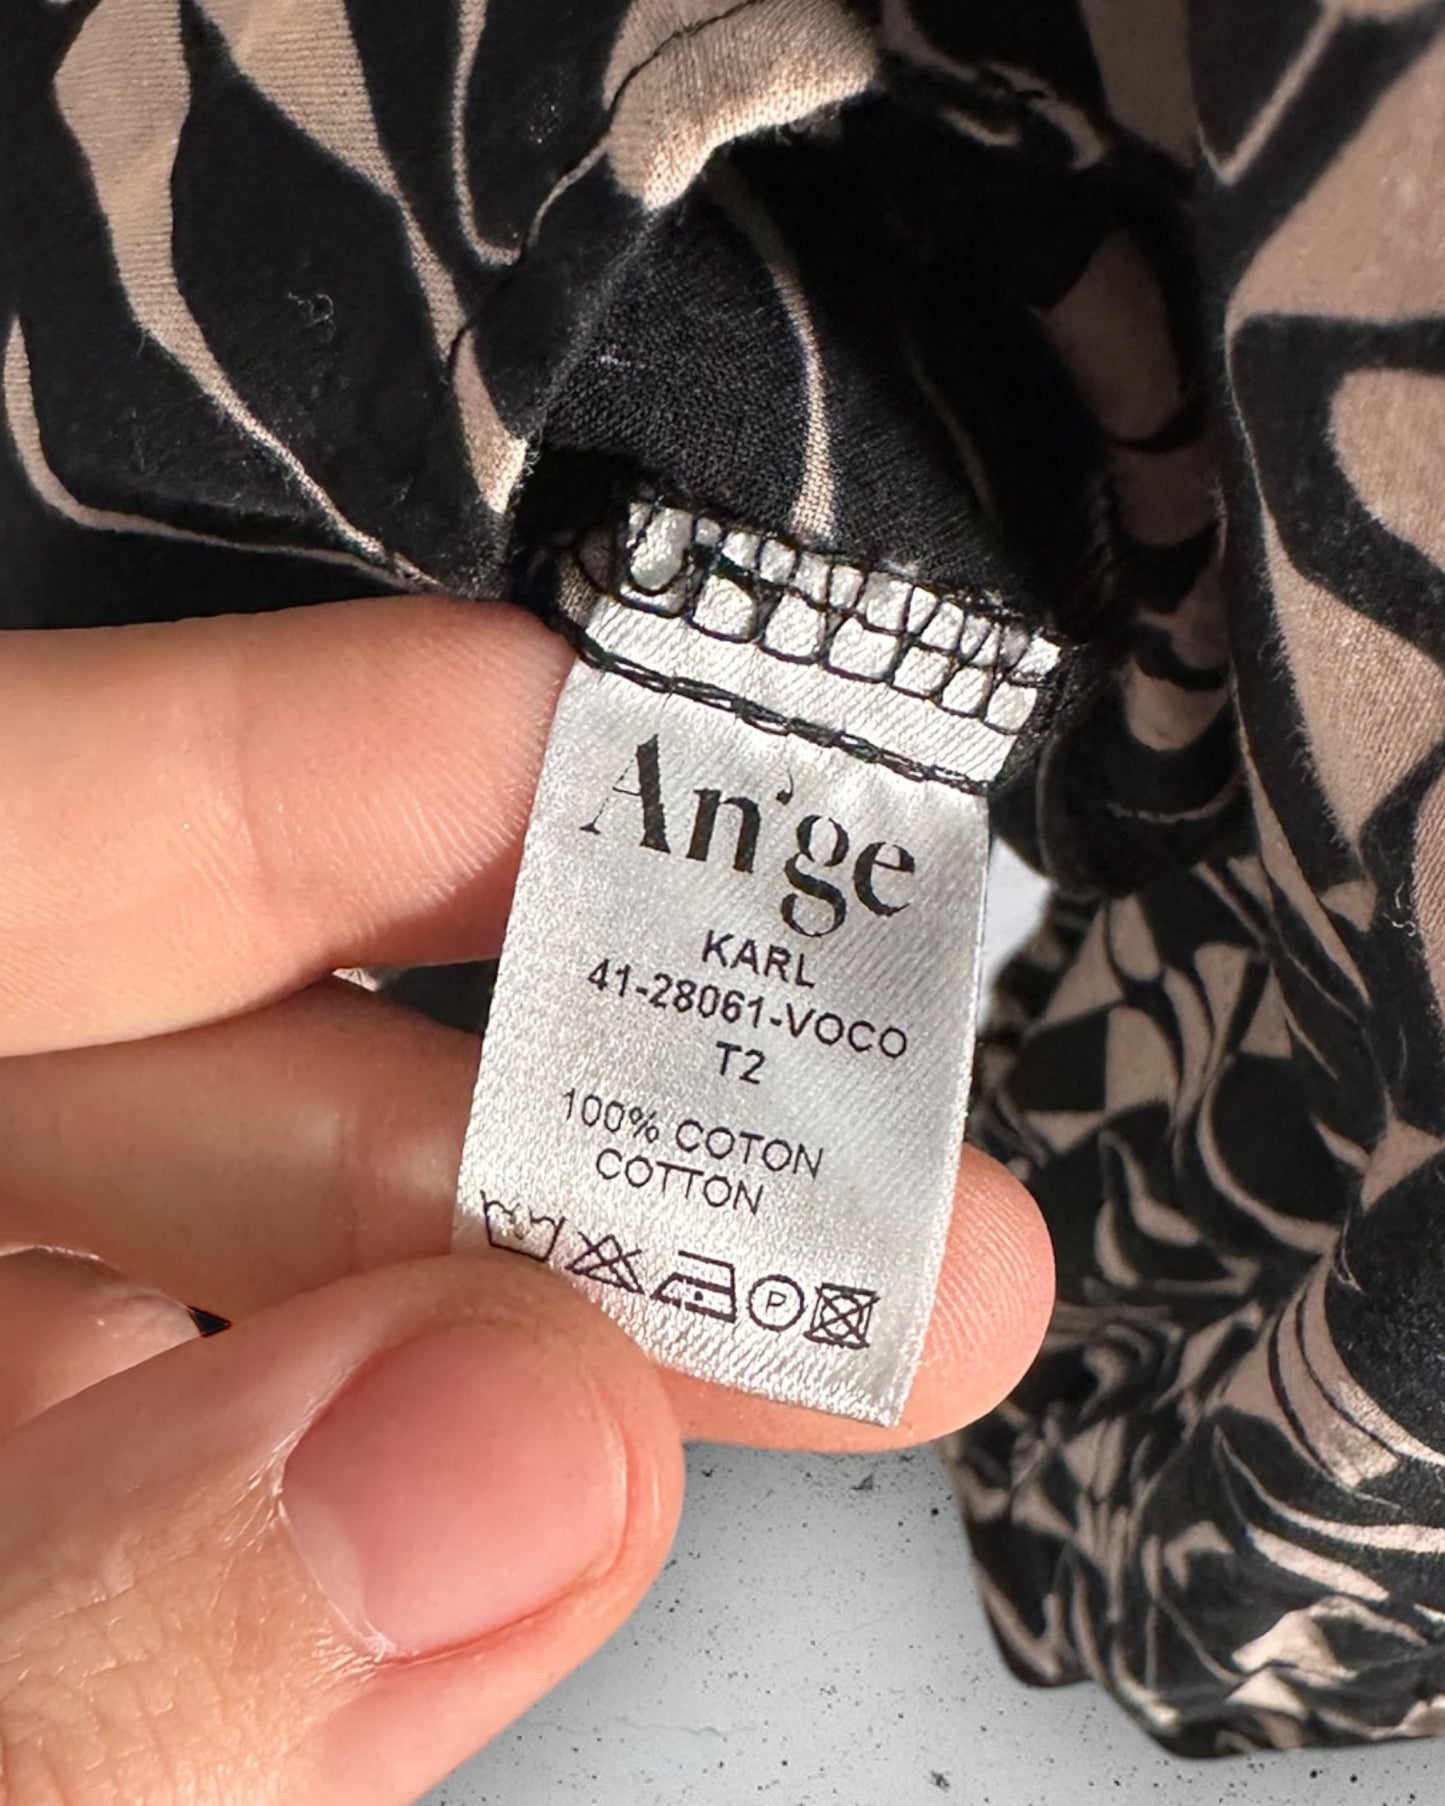 An'ge
KARL
41-28061-VOCO
T2
100% COTON
COTTON
P